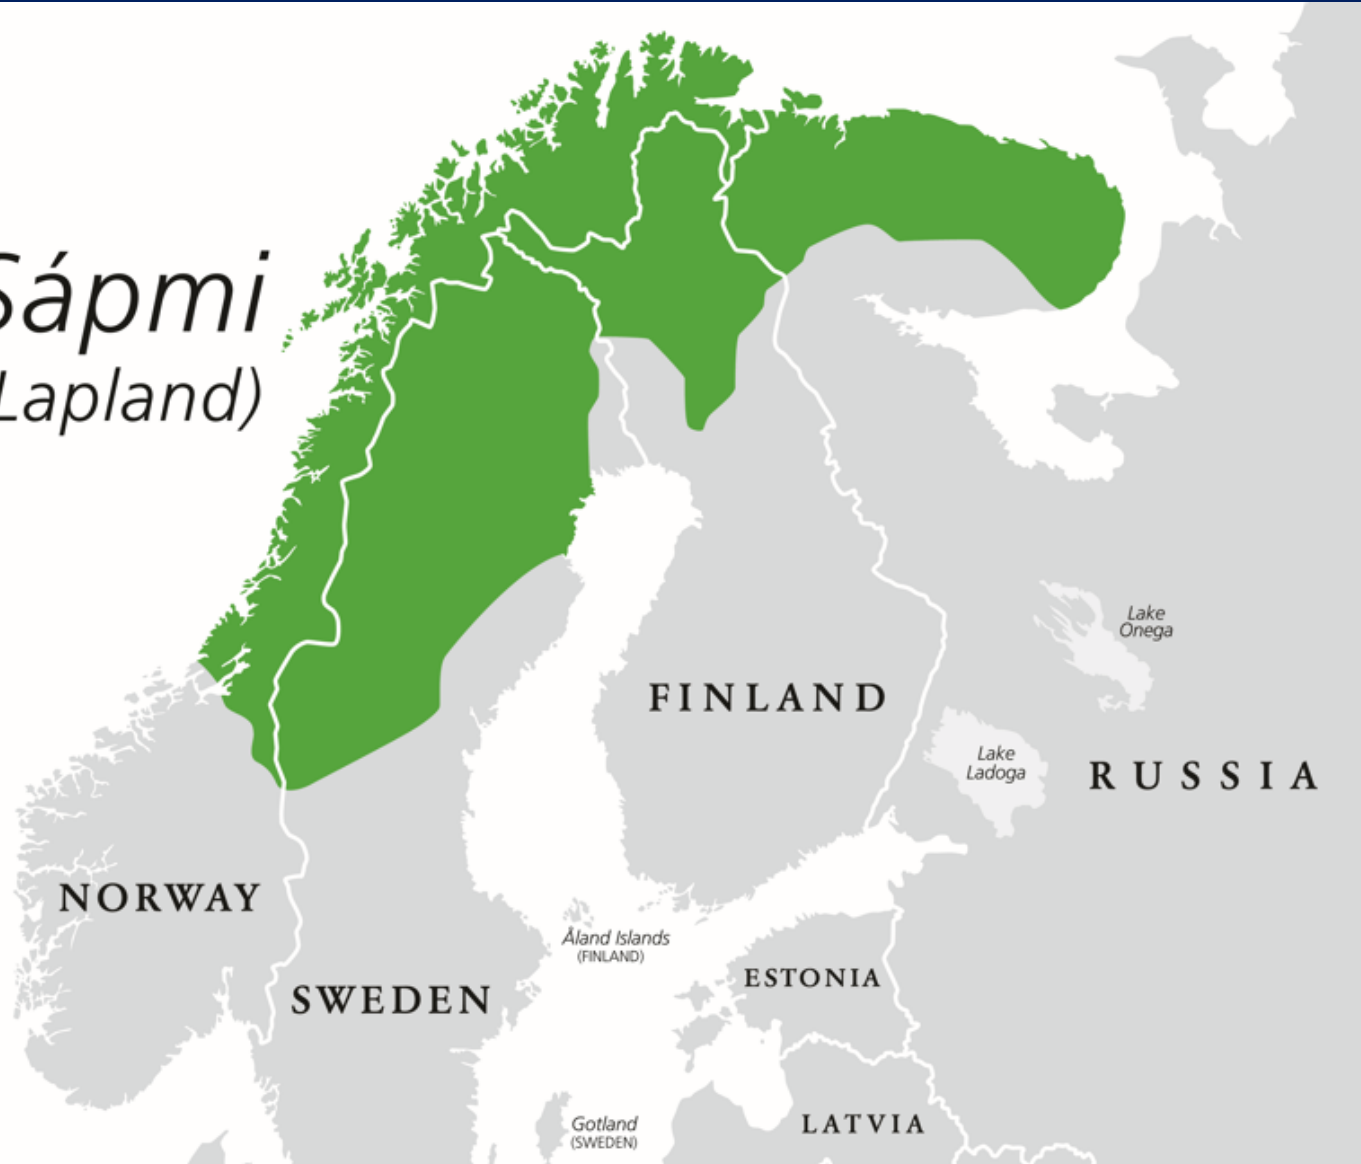 Sápmi
Lapland)
Lake
Onega
FINLAND
Lake
Ladoga
RUSSIA
NORWAY
Åland Islands
(FINLAND)
ESTONIA
SWEDEN
Gotland
(SWEDEN)
LATVIA